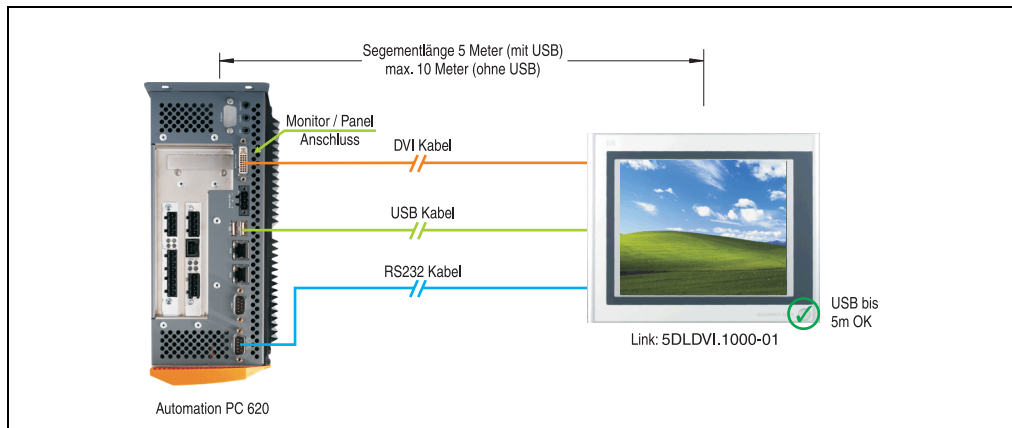 Segementlänge 5 Meter (mit USB)
max. 10 Meter (ohne USB)
Monitor / Panel
Anschluss
DVI Kabel
USB Kabel
RS232 Kabel
USB bis
5m OK
Link: 5DLDVI.1000-01
Automation PC 620